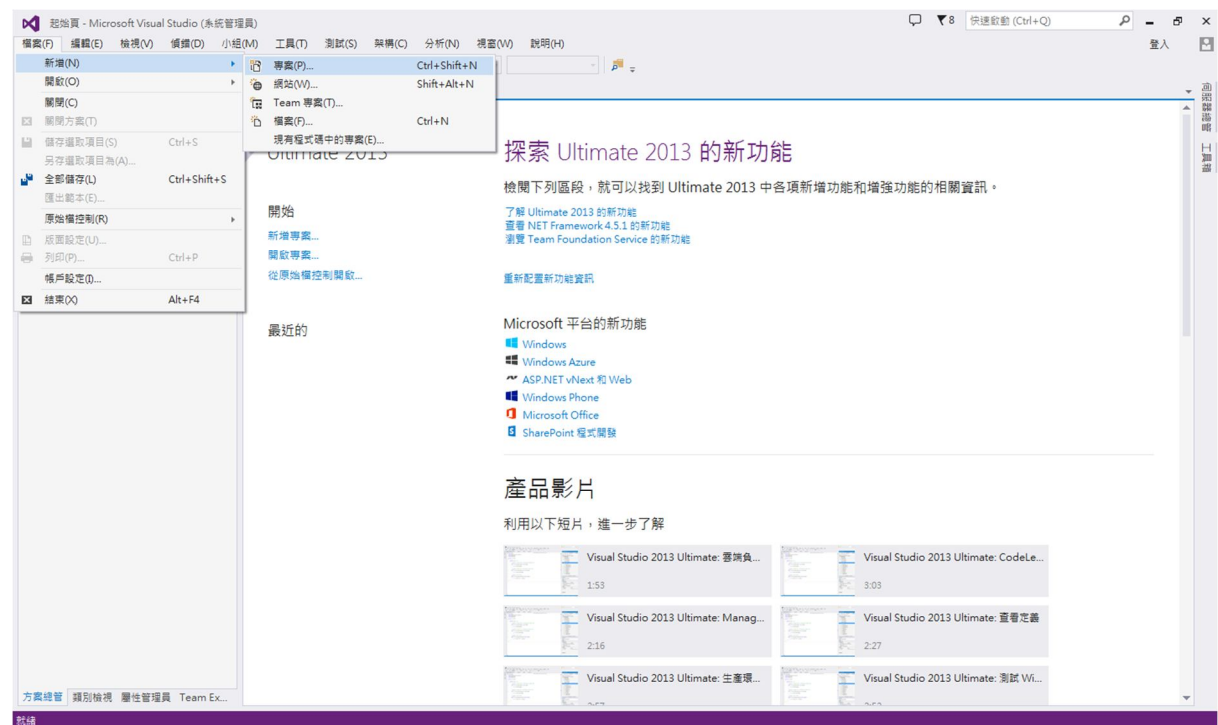 起始頁 - Microsoft Visual Studio (系統管理員)
8
快速啟動 (Ctrl+Q)
檔案(F) 編輯(E) 檢視(V) 偵錯(D) 小組(M) 工具(T) 測試(S) 架構(C) 分析(N) 視窗(W) 說明(H)
登入
新增(N)
開啟(O)
關閉(C)
關閉方案(T)
儲存選取項目(S) Ctrl+S
另存選取項目為(A)...
全部儲存(L) Ctrl+Shift+S
匯出範本(E)...
原始檔控制(R)
版面設定(U)...
列印(P)... Ctrl+P
帳戶設定(I)...
結束(X) Alt+F4
專案(P)... Ctrl+Shift+N
網站(W)... Shift+Alt+N
Team 專案(T)...
檔案(F)... Ctrl+N
現有程式碼中的專案(E)...
Ultimate 2013
開始
新增專案...
開啟專案...
從原始檔控制開啟...
最近的
探索 Ultimate 2013 的新功能
檢閱下列區段，就可以找到 Ultimate 2013 中各項新增功能和增強功能的相關資訊。
了解 Ultimate 2013 的新功能
查看 NET Framework 4.5.1 的新功能
瀏覽 Team Foundation Service 的新功能
重新配置新功能資訊
Microsoft 平台的新功能
Windows
Windows Azure
ASP.NET vNext 和 Web
Windows Phone
Microsoft Office
SharePoint 程式開發
產品影片
利用以下短片，進一步了解
Visual Studio 2013 Ultimate: 雲端負...
1:53
Visual Studio 2013 Ultimate: CodeLe...
3:03
Visual Studio 2013 Ultimate: Manag...
2:16
Visual Studio 2013 Ultimate: 查看定義
2:27
Visual Studio 2013 Ultimate: 生產環...
Visual Studio 2013 Ultimate: 測試 Wi...
伺服器總管
工具箱
方案總管 類別檢視 屬性管理員 Team Ex...
就緒